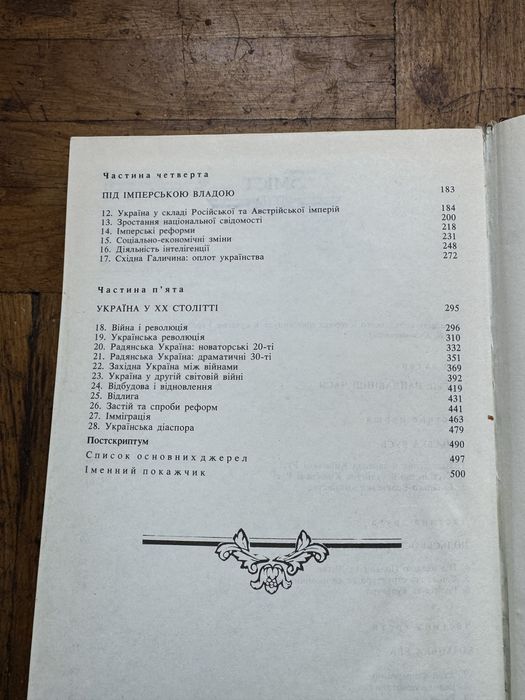 Частина четверта
ПІД ІМПЕРСЬКОЮ ВЛАДОЮ 183
12. Україна у складі Російської та Австрійської імперій 184
13. Зростання національної свідомості 200
14. Імперські реформи 218
15. Соціально-економічні зміни 231
16. Діяльність інтелігенції 248
17. Східна Галичина: оплот українства 272
Частина п'ята
УКРАЇНА У ХХ СТОЛІТТІ 295
18. Війна і революція 296
19. Українська революція 310
20. Радянська Україна: новаторські 20-ті 332
21. Радянська Україна: драматичні 30-ті 351
22. Західна Україна між війнами 369
23. Україна у другій світовій війні 392
24. Відбудова і відновлення 419
25. Відлига 431
26. Застій та спроби реформ 441
27. Імміграція 463
28. Українська діаспора 479
Постскриптум 490
Список основних джерел 497
Іменний покажчик 500